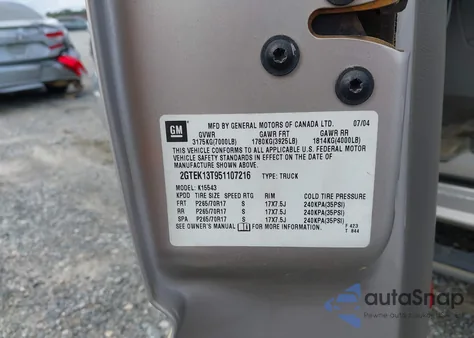 GM
MFD BY GENERAL MOTORS OF CANADA LTD. 07/04
GVWR GAWR FRT GAWR RR
3175KG(7000LB) 1780KG(3925LB) 1814KG(4000LB)
THIS VEHICLE CONFORMS TO ALL APPLICABLE U.S. FEDERAL MOTOR
VEHICLE SAFETY STANDARDS IN EFFECT ON THE DATE OF MANUFACTURE
SHOWN ABOVE.
2GTEK13T951107216 TYPE: TRUCK
MODEL: K15543
KPDD TIRE SIZE SPEED RTG RIM COLD TIRE PRESSURE
FRT P265/70R17 S 17X7.5J 240KPA(35PSI)
RR P265/70R17 S 17X7.5J 240KPA(35PSI)
SPA P265/70R17 S 17X7.5J 240KPA(35PSI)
SEE OWNER'S MANUAL FOR MORE INFORMATION. F 423
T 844
autoSnap